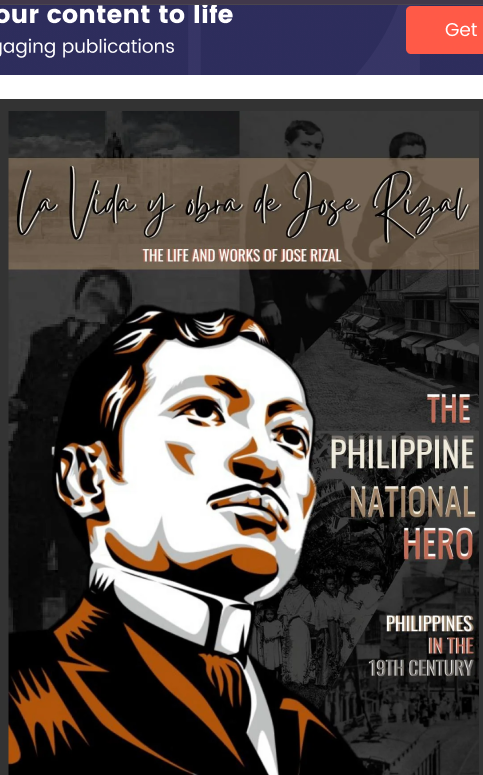 our content to life
gaging publications
Get
La Vida y obra de Jose Rizal
THE LIFE AND WORKS OF JOSE RIZAL
THE
PHILIPPINE
NATIONAL
HERO
PHILIPPINES
IN THE
19TH CENTURY